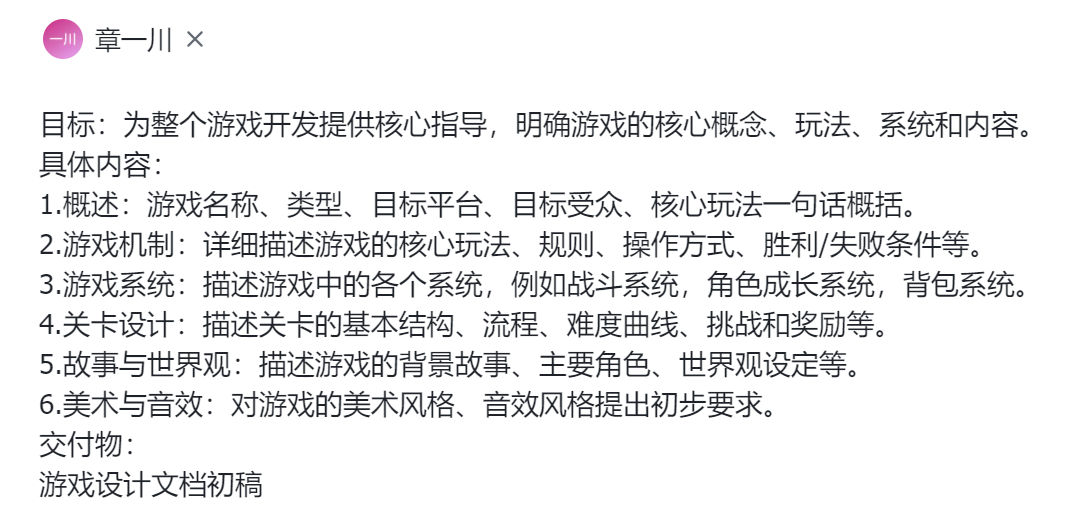 一川 章一川 ×
目标：为整个游戏开发提供核心指导，明确游戏的核心概念、玩法、系统和内容。
具体内容：
1.概述：游戏名称、类型、目标平台、目标受众、核心玩法一句话概括。
2.游戏机制：详细描述游戏的核心玩法、规则、操作方式、胜利/失败条件等。
3.游戏系统：描述游戏中的各个系统，例如战斗系统，角色成长系统，背包系统。
4.关卡设计：描述关卡的基本结构、流程、难度曲线、挑战和奖励等。
5.故事与世界观：描述游戏的背景故事、主要角色、世界观设定等。
6.美术与音效：对游戏的美术风格、音效风格提出初步要求。
交付物：
游戏设计文档初稿